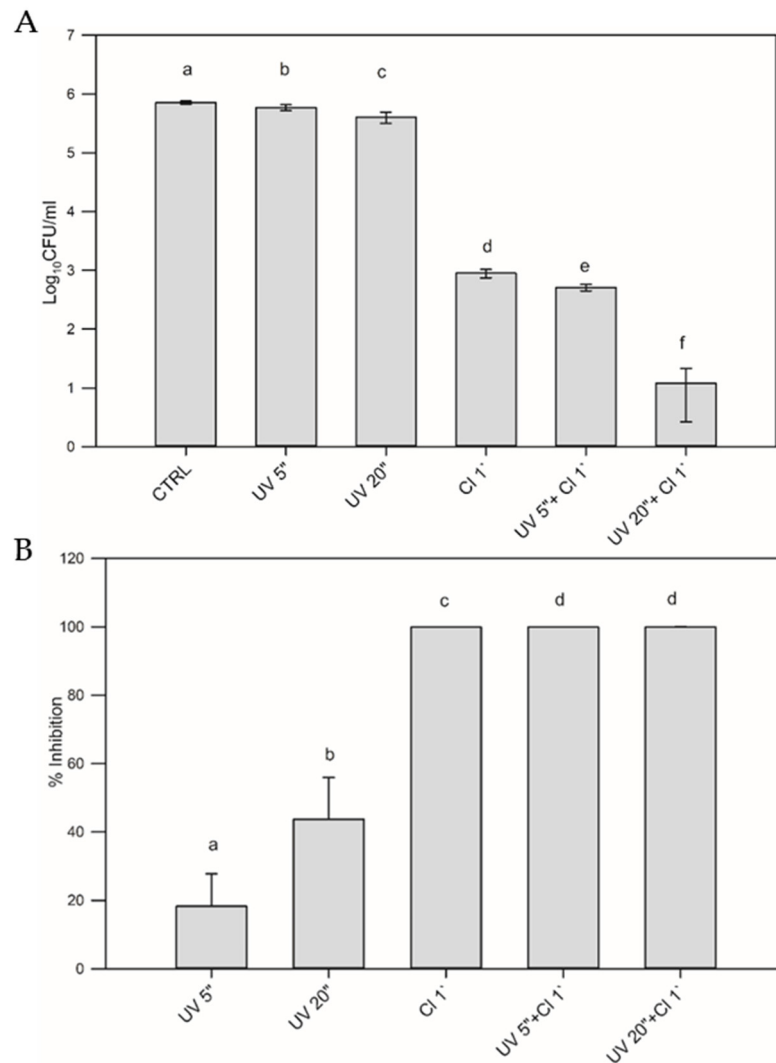 A
7
6
5
4
3
2
1
0
Log10CFU/ml
a
b
c
d
e
f
CTRL
UV 5"
UV 20"
Cl 1`
UV 5"+ Cl 1`
UV 20"+ Cl 1`
B
120
100
80
60
40
20
0
% Inhibition
a
b
c
d
d
UV 5"
UV 20"
Cl 1`
UV 5"+Cl 1`
UV 20"+Cl 1`